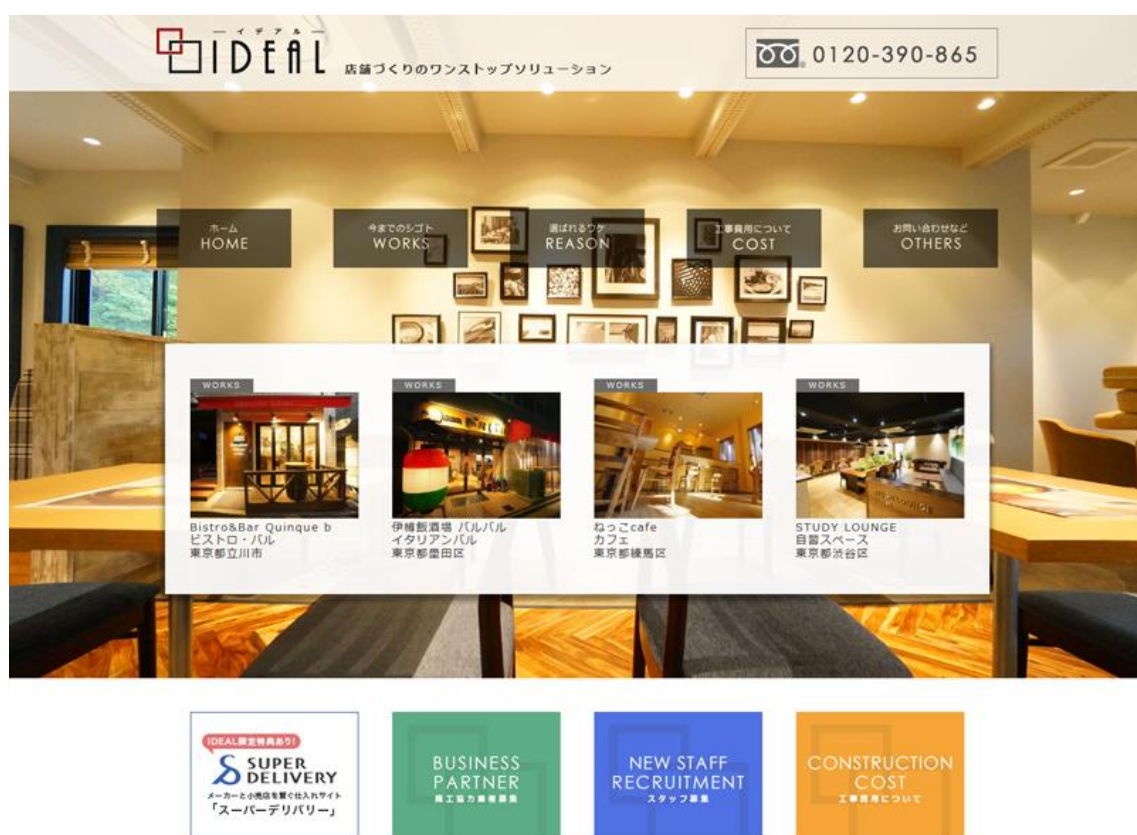 イデアル
IDEAL
店舗づくりのワンストップソリューション
0120-390-865
ホーム
HOME
今までのシゴト
WORKS
選ばれるワケ
REASON
工事費用について
COST
お問い合わせなど
OTHERS
WORKS
Bistro&Bar Quinque b
ビストロ・バル
東京都立川市
WORKS
伊樽飯酒場 バルバル
イタリアンバル
東京都墨田区
WORKS
ねっこcafe
カフェ
東京都練馬区
WORKS
STUDY LOUNGE
自習スペース
東京都渋谷区
IDEAL限定特典あり!
SUPER
DELIVERY
メーカーと小売店を繋ぐ仕入れサイト
「スーパーデリバリー」
BUSINESS
PARTNER
施工協力業者募集
NEW STAFF
RECRUITMENT
スタッフ募集
CONSTRUCTION
COST
工事費用について